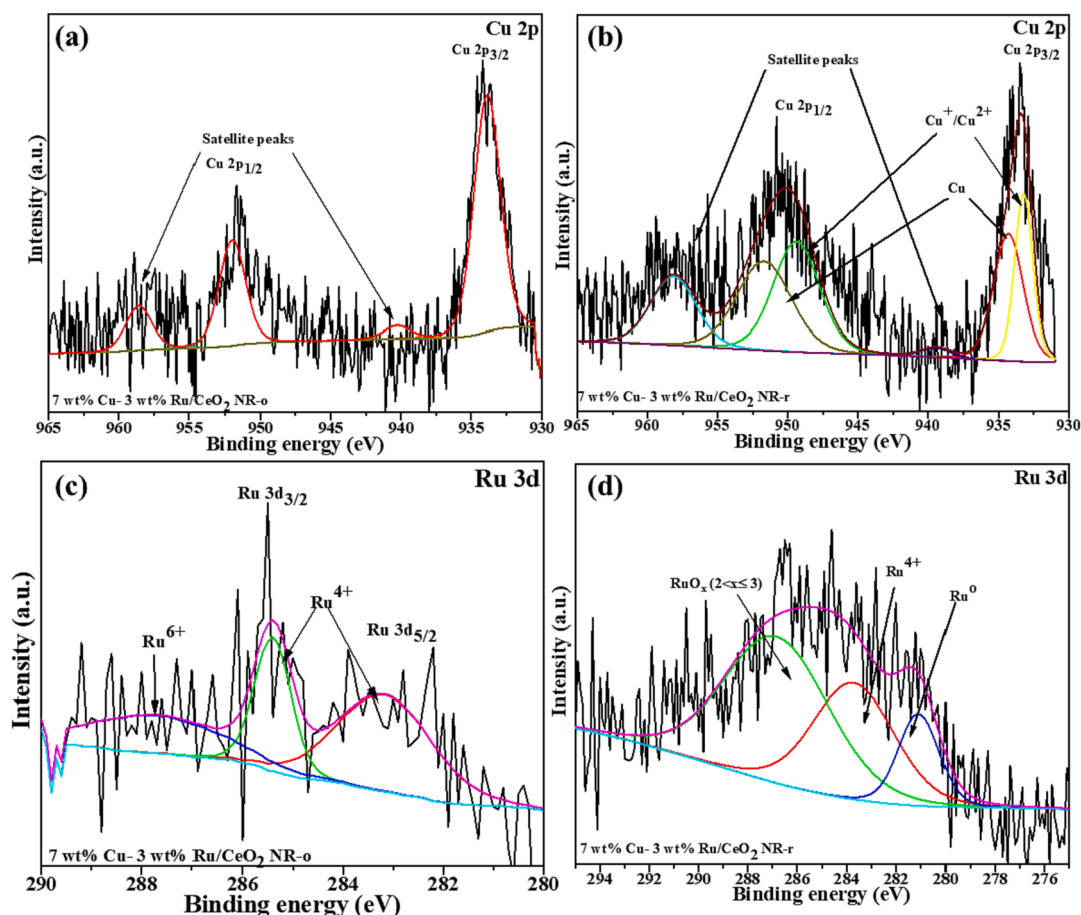 (a)
Cu 2p
Cu 2p3/2
Satellite peaks
Cu 2p1/2
Intensity (a.u.)
7 wt% Cu- 3 wt% Ru/CeO2 NR-o
965 960 955 950 945 940 935 930
Binding energy (eV)
(b)
Cu 2p
Cu 2p3/2
Satellite peaks
Cu 2p1/2
Cu+/Cu2+
Cu
Intensity (a.u.)
7 wt% Cu- 3 wt% Ru/CeO2 NR-r
965 960 955 950 945 940 935 930
Binding energy (eV)
(c)
Ru 3d
Ru 3d3/2
Ru4+
Ru 3d5/2
Ru6+
Intensity (a.u.)
7 wt% Cu- 3 wt% Ru/CeO2 NR-o
290 288 286 284 282 280
Binding energy (eV)
(d)
Ru 3d
RuOx (2<x≤3)
Ru4+
Ruo
Intensity (a.u.)
7 wt% Cu- 3 wt% Ru/CeO2 NR-r
294 292 290 288 286 284 282 280 278 276
Binding energy (eV)